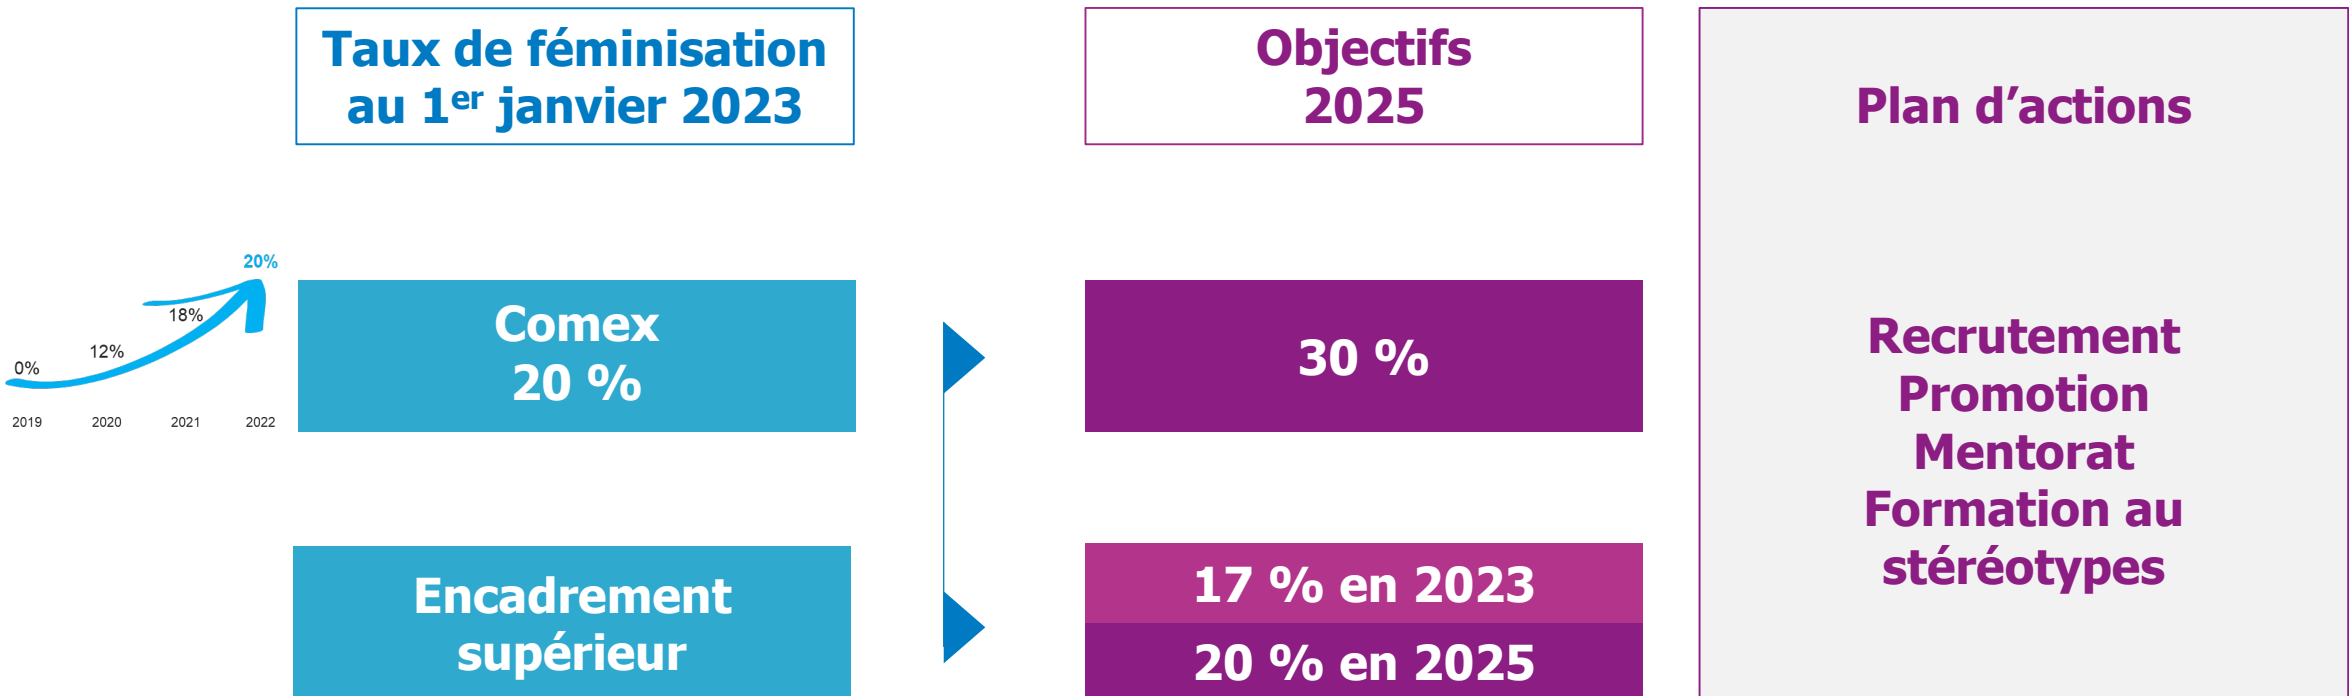 Taux de féminisation
au 1er janvier 2023
Objectifs
2025
Plan d’actions
20%
18%
12%
0%
2019 2020 2021 2022
Comex
20 %
30 %
Recrutement
Promotion
Mentorat
Formation au
stéréotypes
Encadrement
supérieur
17 % en 2023
20 % en 2025